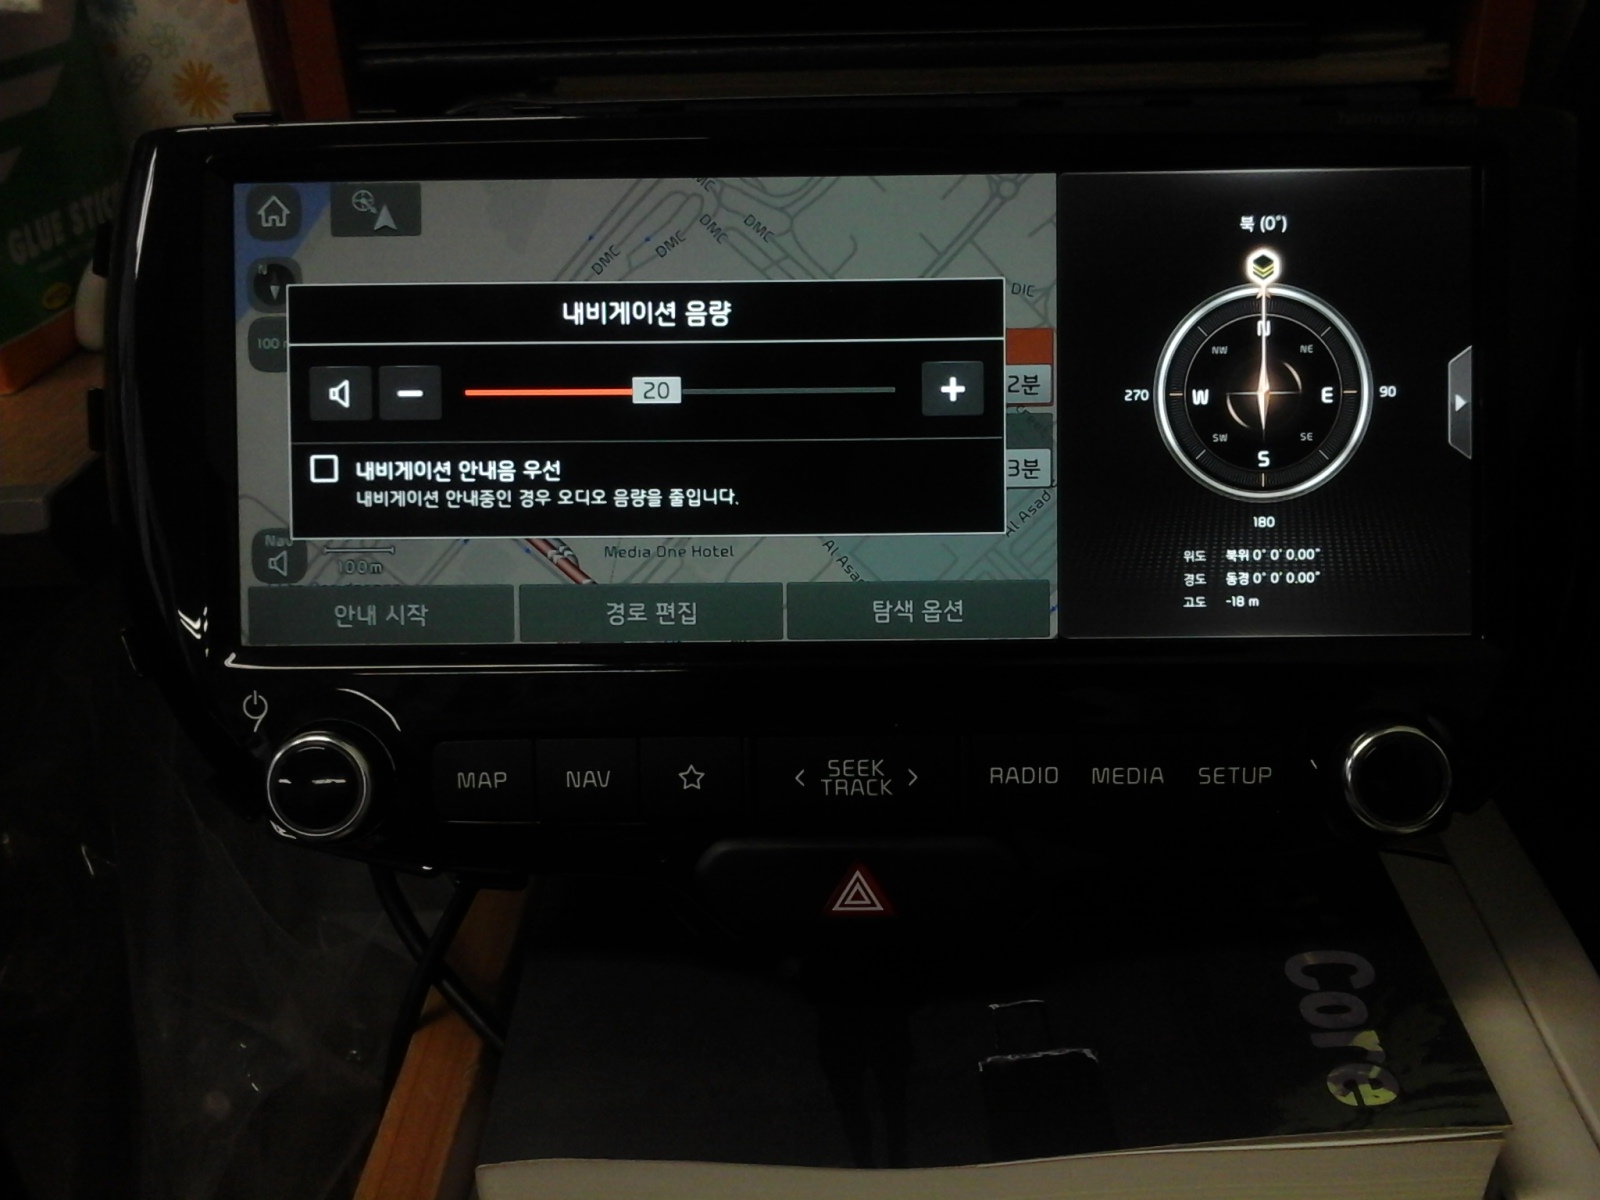 GLUE STIC
북 (0°)
DMC
DMC
DMC
DMC
DIC
N
100
내비게이션 음량
20
내비게이션 안내음 우선
내비게이션 안내중인 경우 오디오 음량을 줄입니다.
2분
3분
Al Asad
Nav
100m
Media One Hotel
Al Asa
안내 시작
경로 편집
탐색 옵션
N
NW
NE
270
W
E
90
SW
SE
S
180
위도 북위 0° 0' 0.00"
경도 동경 0° 0' 0.00"
고도 -18 m
MAP
NAV
SEEK
TRACK
RADIO
MEDIA
SETUP
Core